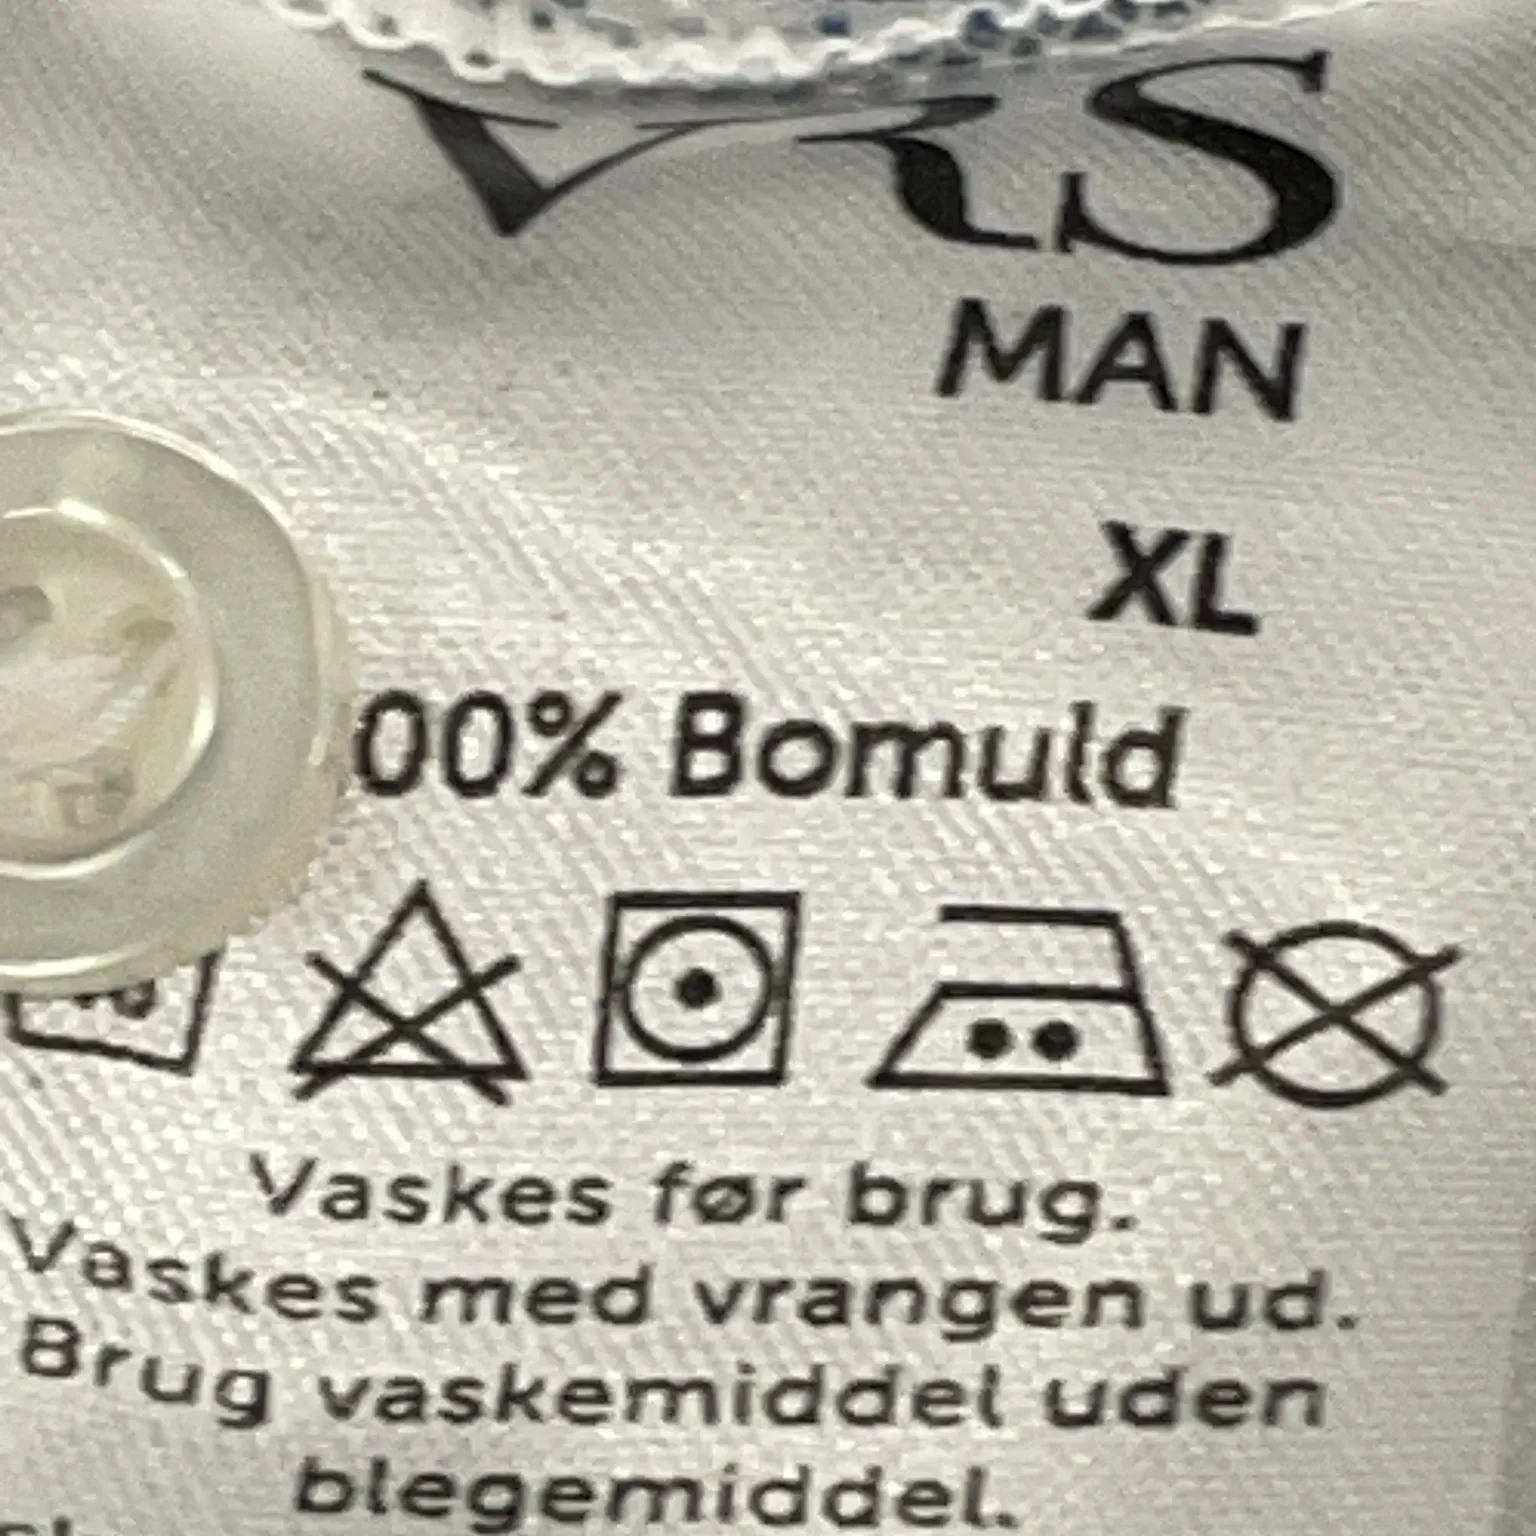 MAN
XL
00% Bomuld
Vaskes før brug.
Vaskes med vrangen ud.
Brug vaskemiddel uden
blegemiddel.